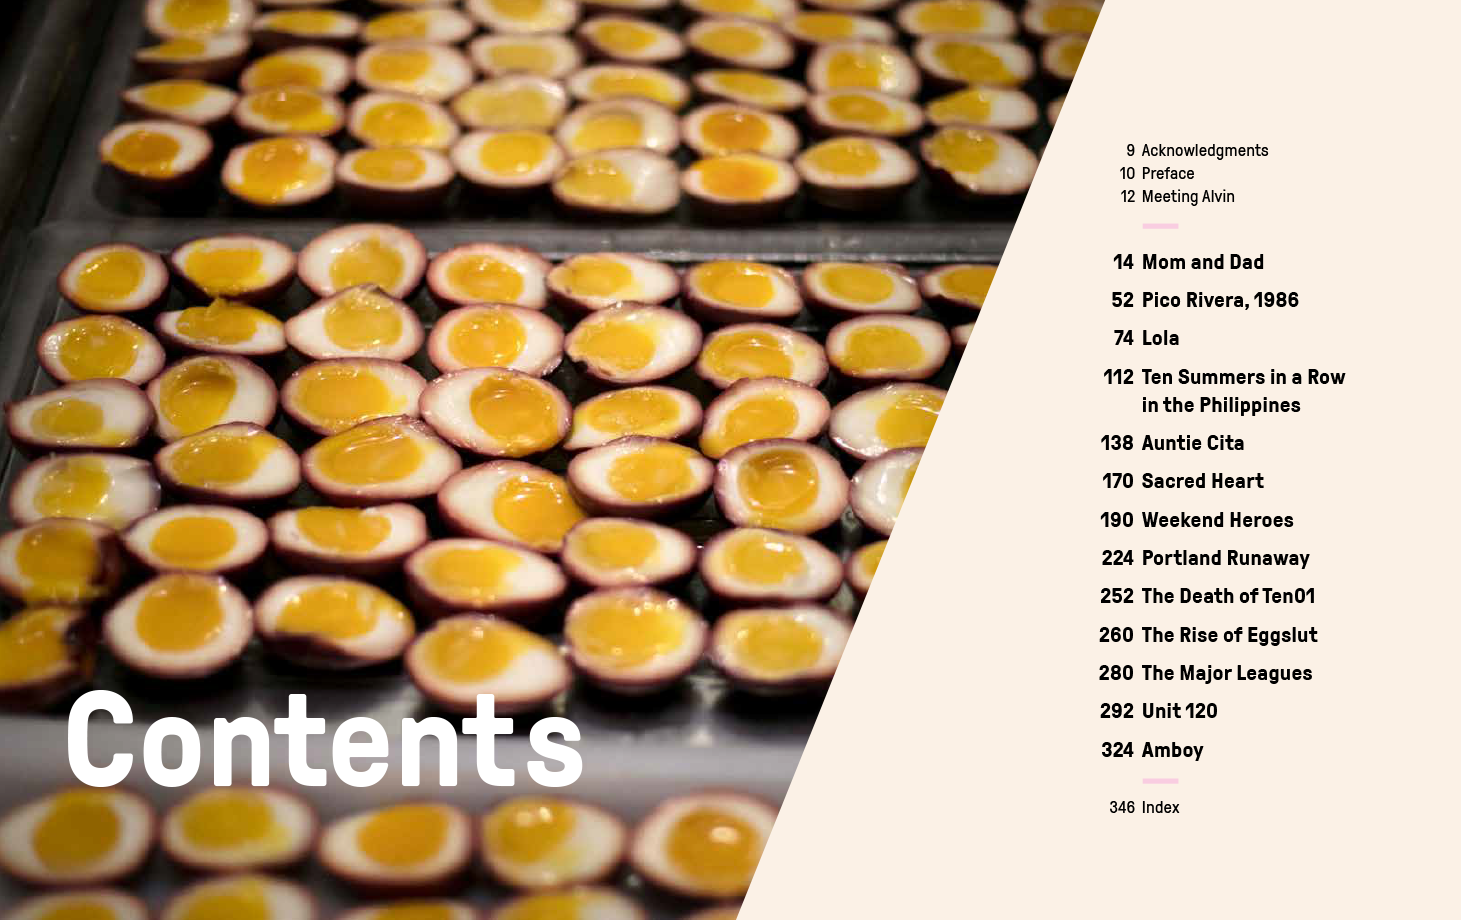 Contents
9 Acknowledgments
10 Preface
12 Meeting Alvin
14 Mom and Dad
52 Pico Rivera, 1986
74 Lola
112 Ten Summers in a Row
in the Philippines
138 Auntie Cita
170 Sacred Heart
190 Weekend Heroes
224 Portland Runaway
252 The Death of Ten01
260 The Rise of Eggslut
280 The Major Leagues
292 Unit 120
324 Amboy
346 Index